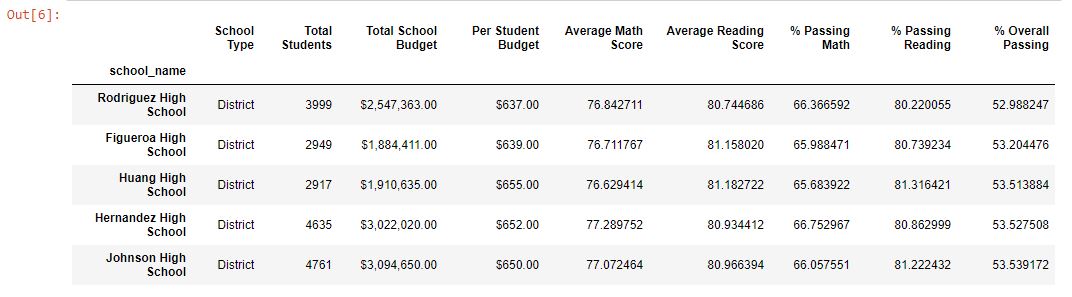 Out[6]:
School Type Total Students Total School Budget Per Student Budget Average Math Score Average Reading Score % Passing Math % Passing Reading % Overall Passing
school_name
Rodriguez High School District 3999 $2,547,363.00 $637.00 76.842711 80.744686 66.366592 80.220055 52.988247
Figueroa High School District 2949 $1,884,411.00 $639.00 76.711767 81.158020 65.988471 80.739234 53.204476
Huang High School District 2917 $1,910,635.00 $655.00 76.629414 81.182722 65.683922 81.316421 53.513884
Hernandez High School District 4635 $3,022,020.00 $652.00 77.289752 80.934412 66.752967 80.862999 53.527508
Johnson High School District 4761 $3,094,650.00 $650.00 77.072464 80.966394 66.057551 81.222432 53.539172